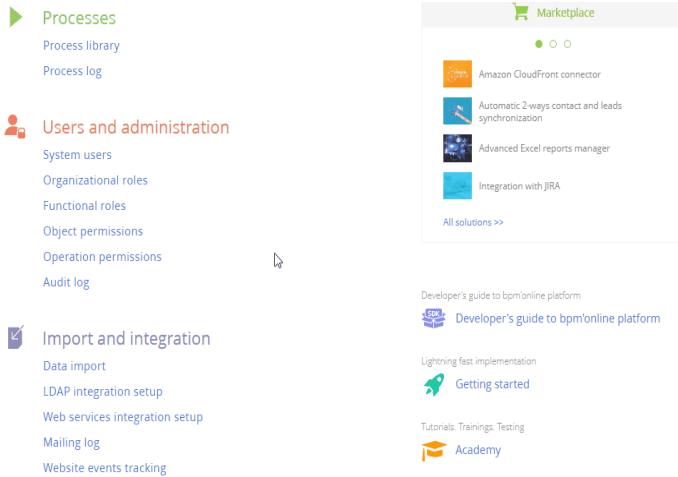 Processes
Process library
Process log
Users and administration
System users
Organizational roles
Functional roles
Object permissions
Operation permissions
Audit log
Import and integration
Data import
LDAP integration setup
Web services integration setup
Mailing log
Website events tracking
Marketplace
Amazon CloudFront connector
Automatic 2-ways contact and leads
synchronization
Advanced Excel reports manager
Integration with JIRA
All solutions >>
Developer's guide to bpm'online platform
SDK
Developer's guide to bpm'online platform
Lightning fast implementation
Getting started
Tutorials. Trainings. Testing
Academy